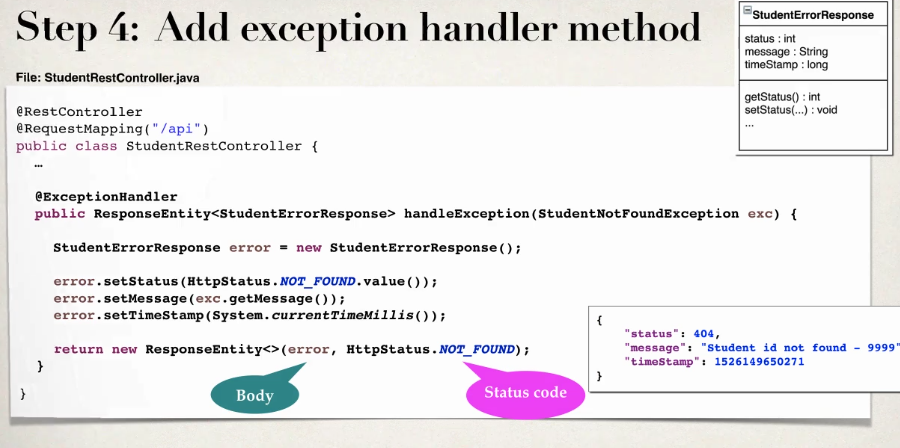 Step 4: Add exception handler method
StudentErrorResponse
status : int
message : String
timeStamp : long
getStatus() : int
setStatus(...) : void
...
File: StudentRestController.java
@RestController
@RequestMapping("/api")
public class StudentRestController {
…
@ExceptionHandler
public ResponseEntity<StudentErrorResponse> handleException(StudentNotFoundException exc) {
StudentErrorResponse error = new StudentErrorResponse();
error.setStatus(HttpStatus.NOT_FOUND.value());
error.setMessage(exc.getMessage());
error.setTimeStamp(System.currentTimeMillis());
return new ResponseEntity<>(error, HttpStatus.NOT_FOUND);
}
}
Body
Status code
{
"status": 404,
"message": "Student id not found - 9999"
"timeStamp": 1526149650271
}